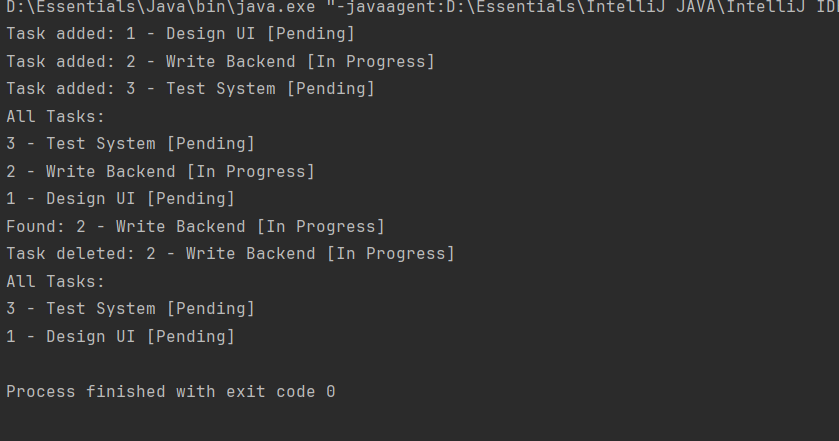 D:\Essentials\Java\bin\java.exe "-javaagent:D:\Essentials\IntelliJ JAVA\IntelliJ IDE
Task added: 1 - Design UI [Pending]
Task added: 2 - Write Backend [In Progress]
Task added: 3 - Test System [Pending]
All Tasks:
3 - Test System [Pending]
2 - Write Backend [In Progress]
1 - Design UI [Pending]
Found: 2 - Write Backend [In Progress]
Task deleted: 2 - Write Backend [In Progress]
All Tasks:
3 - Test System [Pending]
1 - Design UI [Pending]
Process finished with exit code 0